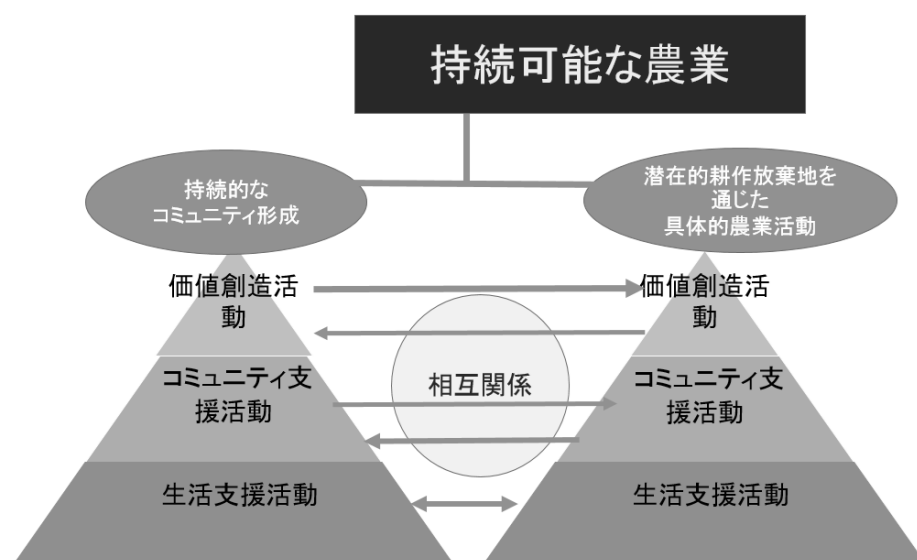 持続可能な農業
持続的な
コミュニティ形成
潜在的耕作放棄地を
通じた
具体的農業活動
価値創造活
動
価値創造活
動
コミュニティ支
援活動
相互関係
コミュニティ支
援活動
生活支援活動
生活支援活動